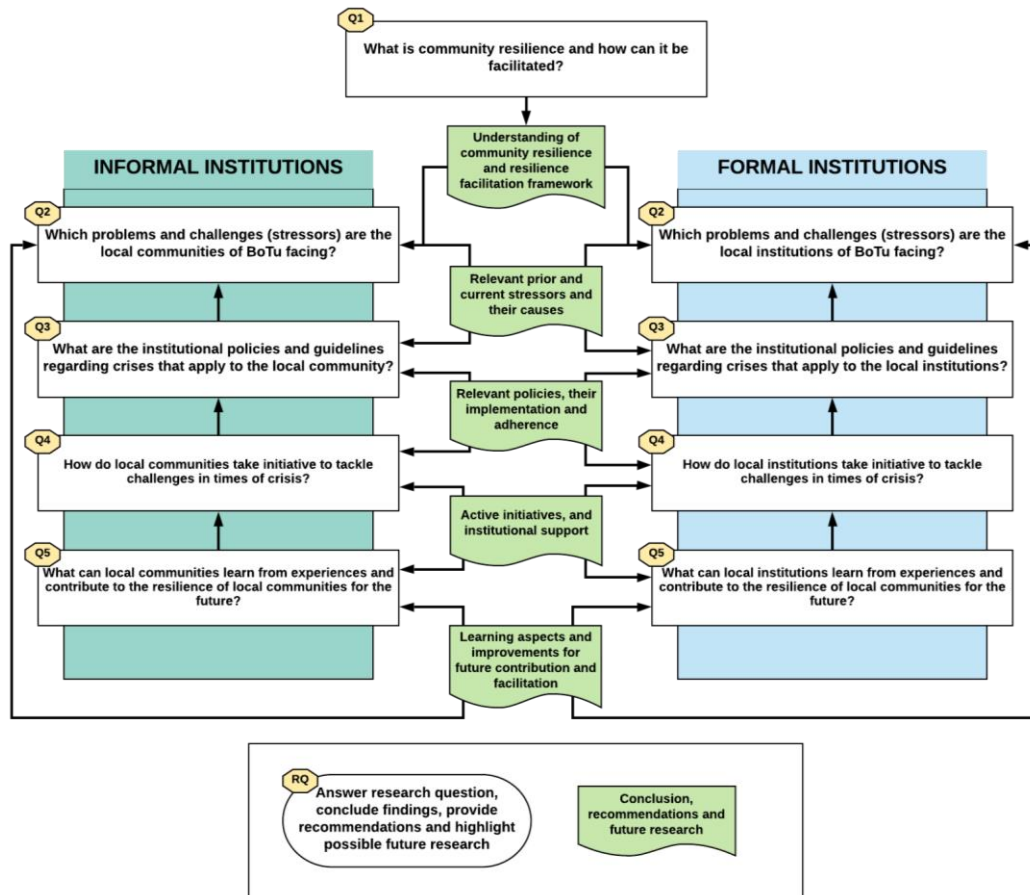 Q1
What is community resilience and how can it be
facilitated?
Understanding of
community resilience
and resilience
facilitation framework
INFORMAL INSTITUTIONS
FORMAL INSTITUTIONS
Q2
Which problems and challenges (stressors) are the
local communities of BoTu facing?
Q2
Which problems and challenges (stressors) are the
local institutions of BoTu facing?
Relevant prior and
current stressors and
their causes
Q3
What are the institutional policies and guidelines
regarding crises that apply to the local community?
Q3
What are the institutional policies and guidelines
regarding crises that apply to the local institutions?
Relevant policies, their
implementation and
adherence
Q4
How do local communities take initiative to tackle
challenges in times of crisis?
Q4
How do local institutions take initiative to tackle
challenges in times of crisis?
Active initiatives, and
institutional support
Q5
What can local communities learn from experiences and
contribute to the resilience of local communities for the
future?
Q5
What can local institutions learn from experiences and
contribute to the resilience of local communities for the
future?
Learning aspects and
improvements for
future contribution and
facilitation
RQ
Answer research question,
conclude findings, provide
recommendations and highlight
possible future research
Conclusion,
recommendations and
future research